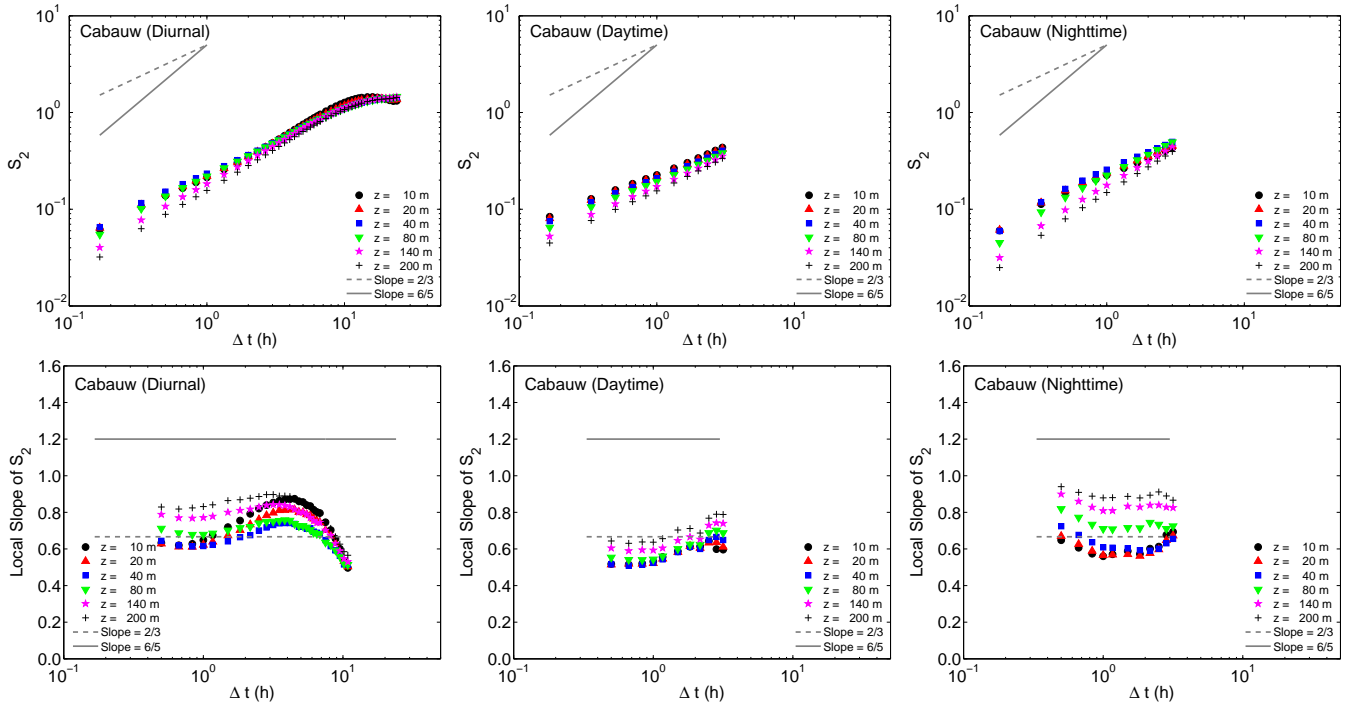 Cabauw (Diurnal)
S2
10^1
10^0
10^-1
10^-2
10^-1
10^0
10^1
Δ t (h)
z = 10 m
z = 20 m
z = 40 m
z = 80 m
z = 140 m
z = 200 m
Slope = 2/3
Slope = 6/5
Cabauw (Daytime)
S2
10^1
10^0
10^-1
10^-2
10^-1
10^0
10^1
Δ t (h)
z = 10 m
z = 20 m
z = 40 m
z = 80 m
z = 140 m
z = 200 m
Slope = 2/3
Slope = 6/5
Cabauw (Nighttime)
S2
10^1
10^0
10^-1
10^-2
10^-1
10^0
10^1
Δ t (h)
z = 10 m
z = 20 m
z = 40 m
z = 80 m
z = 140 m
z = 200 m
Slope = 2/3
Slope = 6/5
Cabauw (Diurnal)
Local Slope of S2
1.6
1.4
1.2
1.0
0.8
0.6
0.4
0.2
0.0
10^-1
10^0
10^1
Δ t (h)
z = 10 m
z = 20 m
z = 40 m
z = 80 m
z = 140 m
z = 200 m
Slope = 2/3
Slope = 6/5
Cabauw (Daytime)
Local Slope of S2
1.6
1.4
1.2
1.0
0.8
0.6
0.4
0.2
0.0
10^-1
10^0
10^1
Δ t (h)
z = 10 m
z = 20 m
z = 40 m
z = 80 m
z = 140 m
z = 200 m
Slope = 2/3
Slope = 6/5
Cabauw (Nighttime)
Local Slope of S2
1.6
1.4
1.2
1.0
0.8
0.6
0.4
0.2
0.0
10^-1
10^0
10^1
Δ t (h)
z = 10 m
z = 20 m
z = 40 m
z = 80 m
z = 140 m
z = 200 m
Slope = 2/3
Slope = 6/5